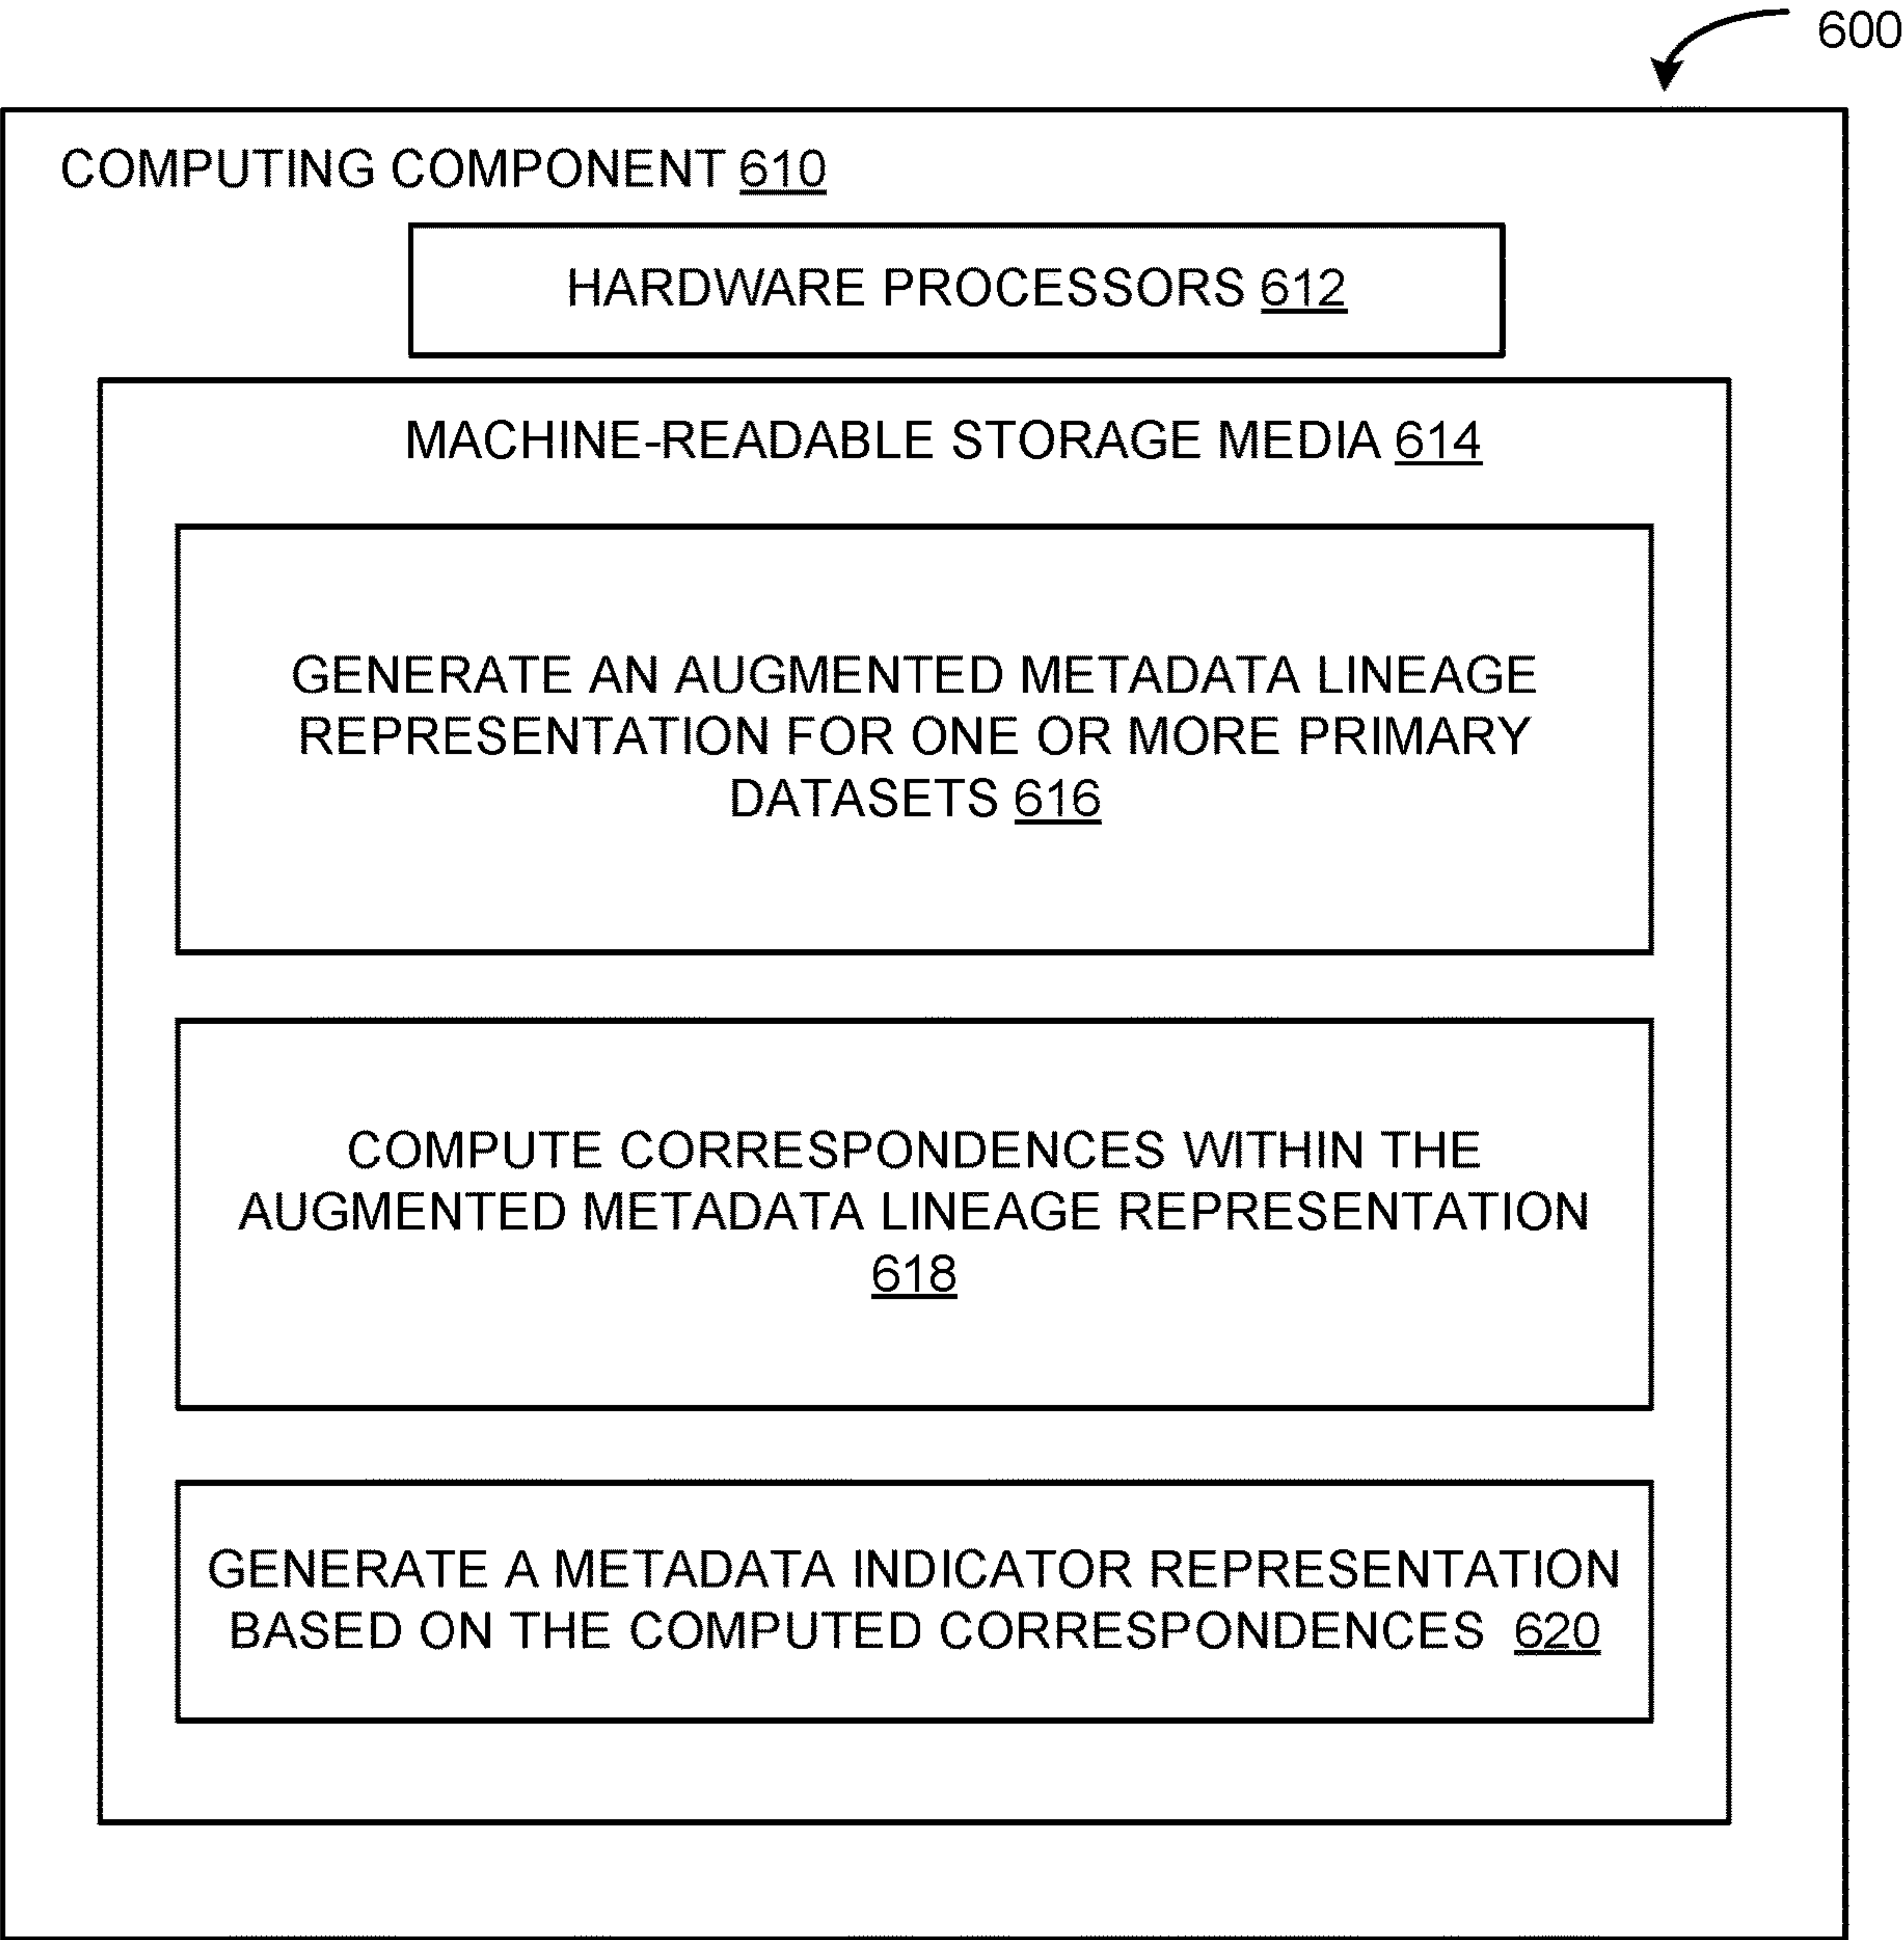 600
COMPUTING COMPONENT 610
HARDWARE PROCESSORS 612
MACHINE-READABLE STORAGE MEDIA 614
GENERATE AN AUGMENTED METADATA LINEAGE
REPRESENTATION FOR ONE OR MORE PRIMARY
DATASETS 616
COMPUTE CORRESPONDENCES WITHIN THE
AUGMENTED METADATA LINEAGE REPRESENTATION
618
GENERATE A METADATA INDICATOR REPRESENTATION
BASED ON THE COMPUTED CORRESPONDENCES 620